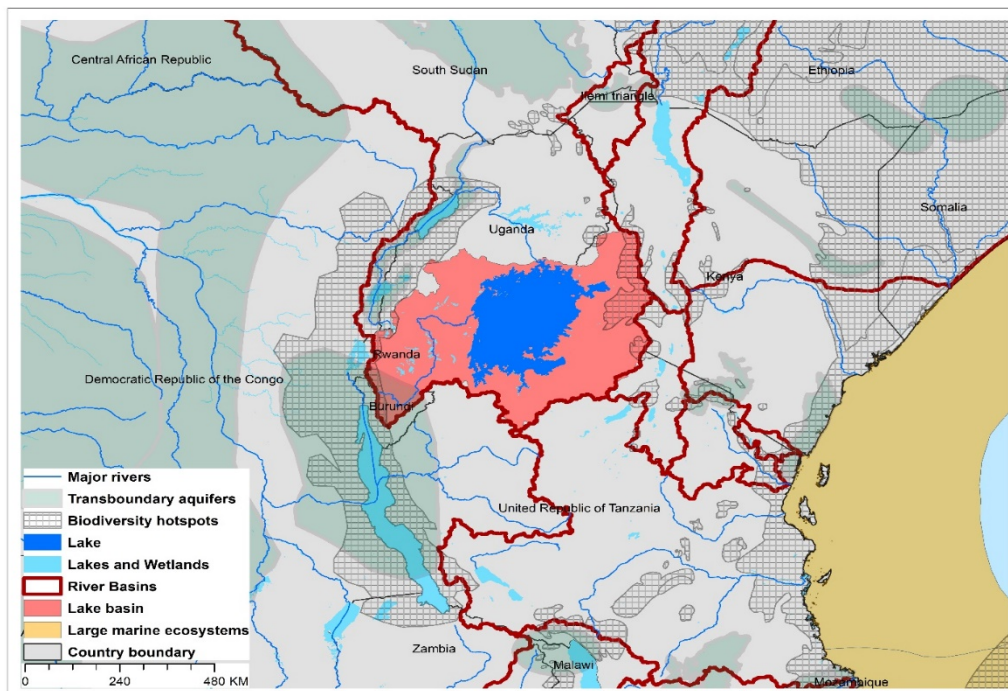 Central African Republic
South Sudan
Ethiopia
Ilemi triangle
Somalia
Uganda
Kenya
Rwanda
Democratic Republic of the Congo
Burundi
United Republic of Tanzania
Zambia
Malawi
Mozambique
Major rivers
Transboundary aquifers
Biodiversity hotspots
Lake
Lakes and Wetlands
River Basins
Lake basin
Large marine ecosystems
Country boundary
0 240 480 KM